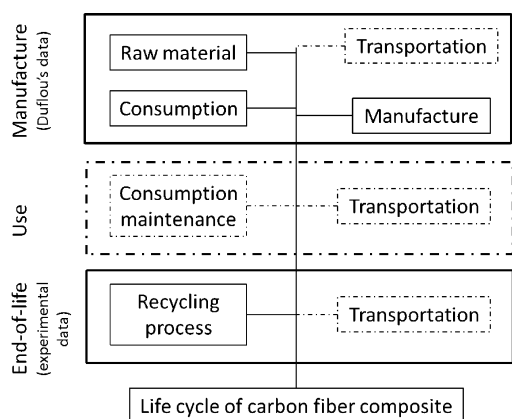 Manufacture
(Duflou's data)
Raw material
Transportation
Consumption
Manufacture
Use
Consumption
maintenance
Transportation
End-of-life
(experimental
data)
Recycling
process
Transportation
Life cycle of carbon fiber composite